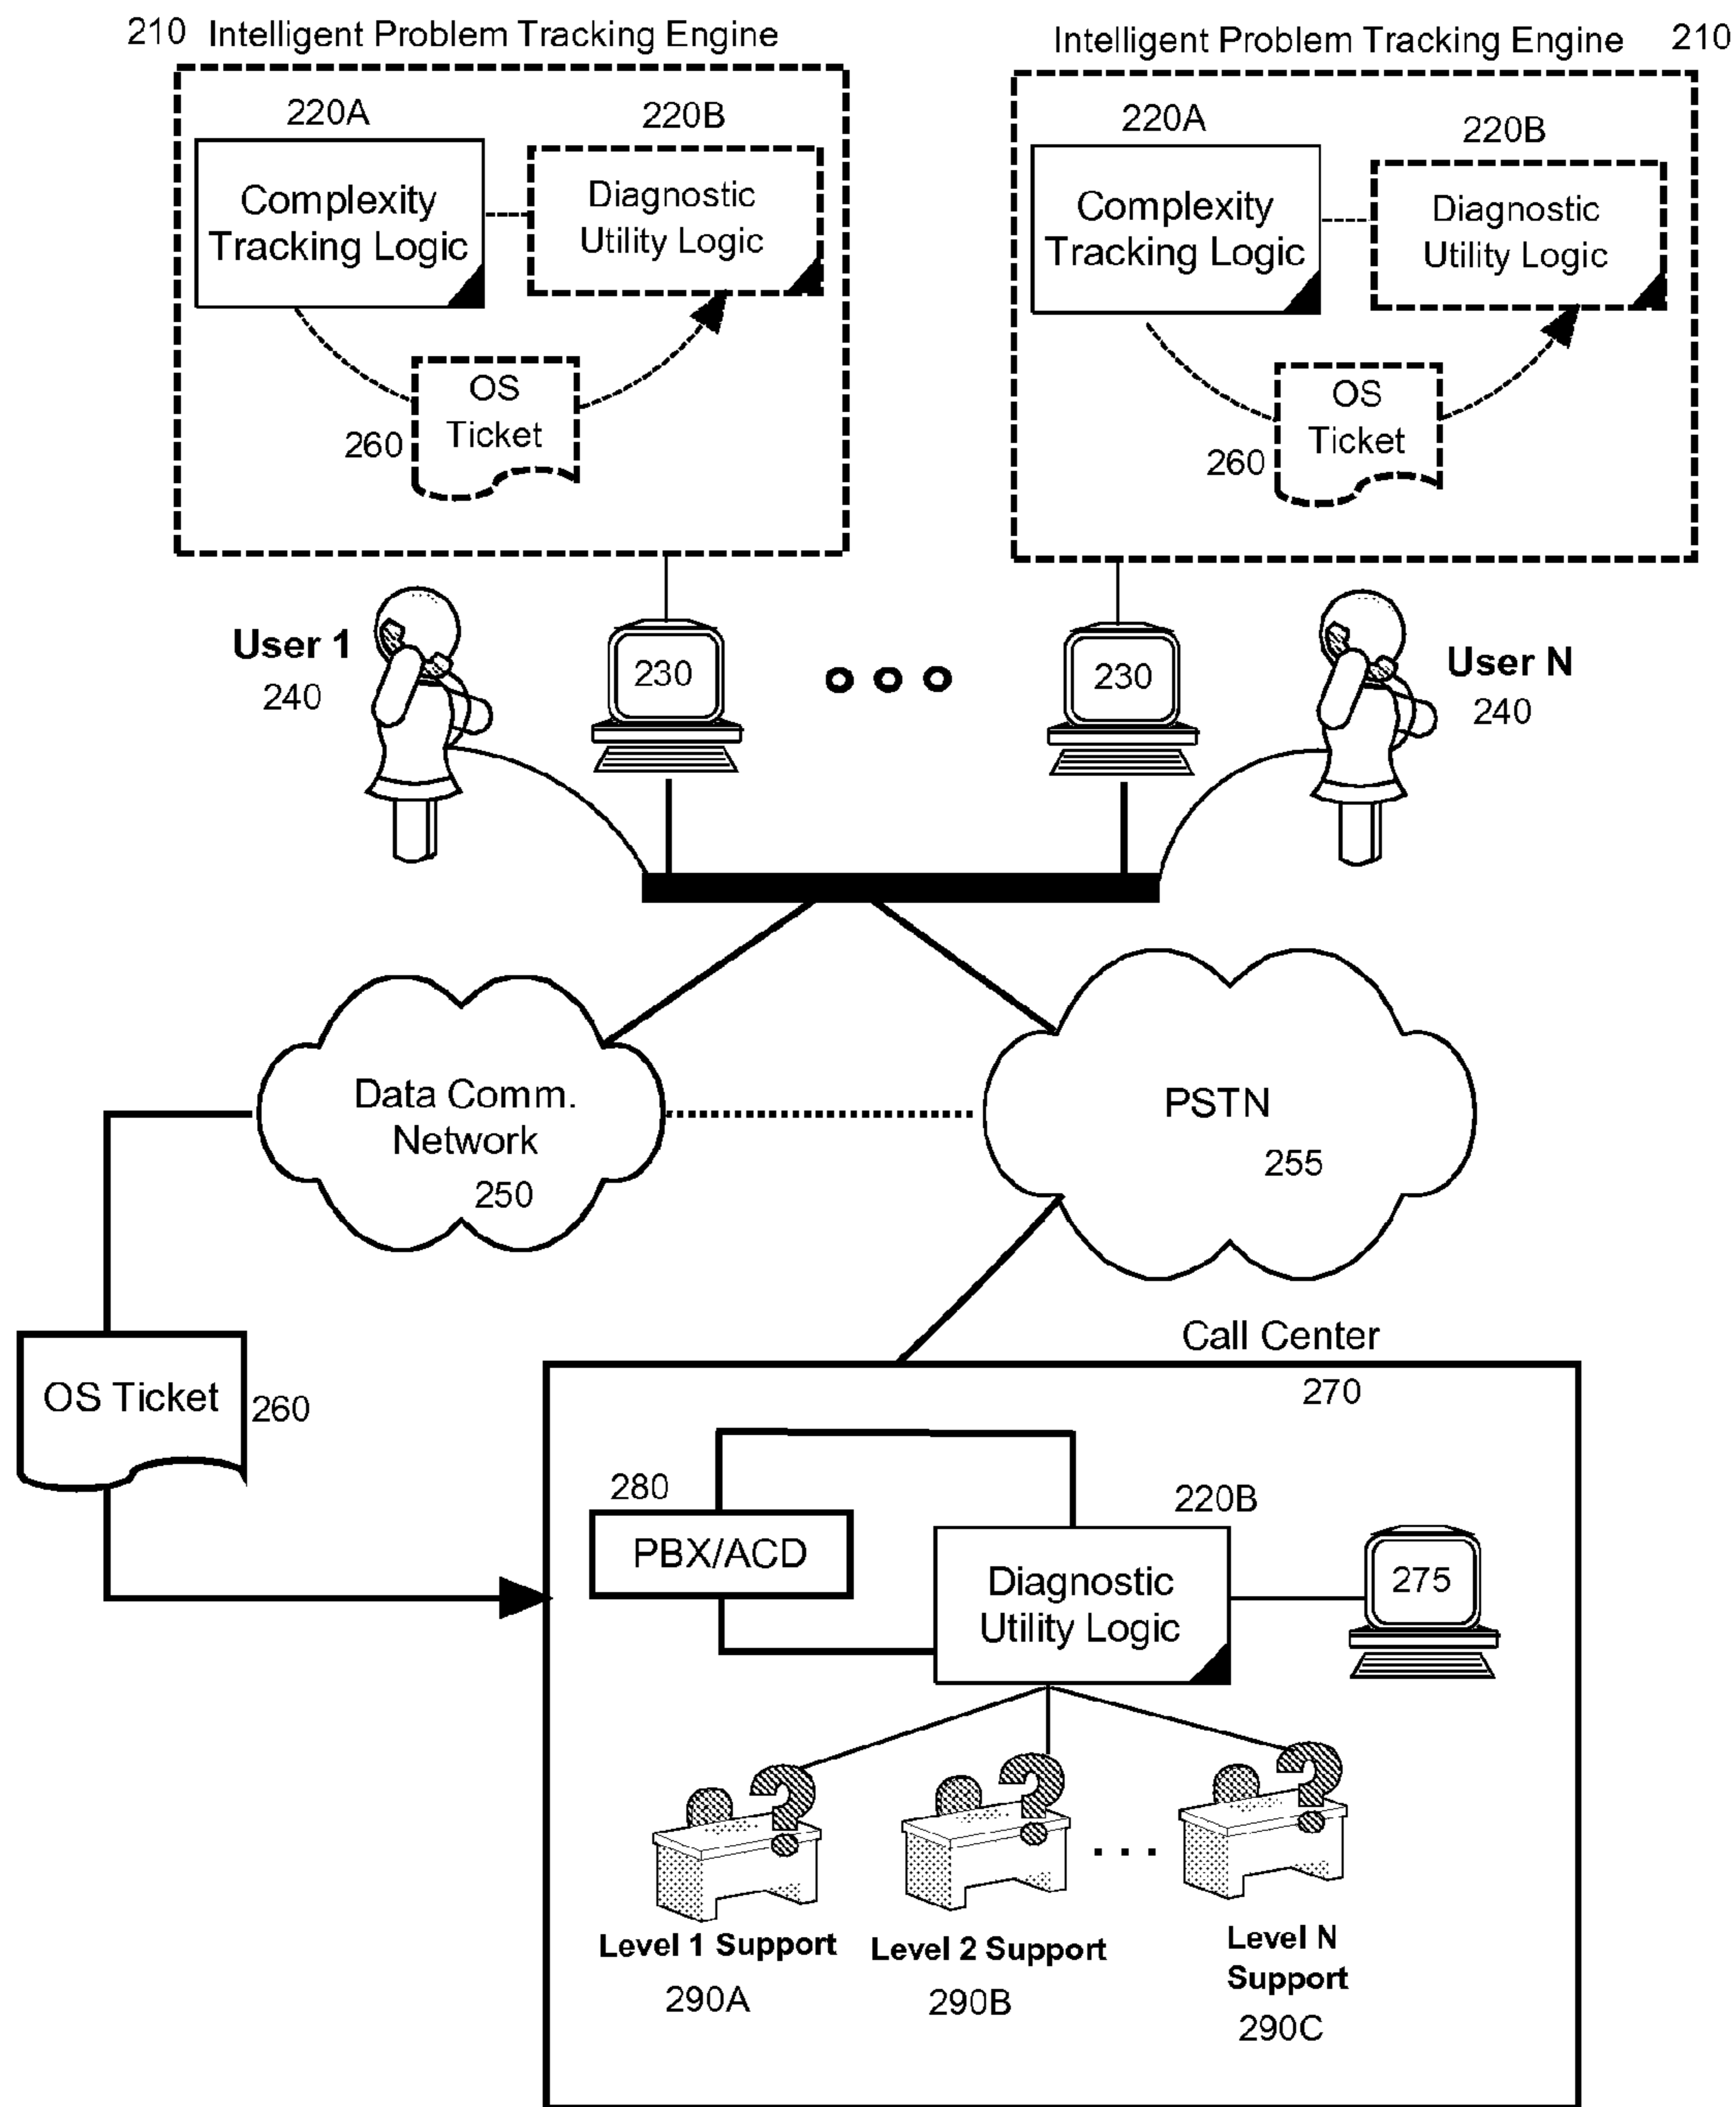 210 Intelligent Problem Tracking Engine
Intelligent Problem Tracking Engine 210
220A
220B
Complexity
Tracking Logic
Diagnostic
Utility Logic
OS
Ticket
260
220A
220B
Complexity
Tracking Logic
Diagnostic
Utility Logic
OS
Ticket
260
User 1
240
230
230
User N
240
Data Comm.
Network
250
PSTN
255
OS Ticket
260
Call Center
270
280
PBX/ACD
220B
Diagnostic
Utility Logic
275
? ? ?
...
Level 1 Support
290A
Level 2 Support
290B
Level N
Support
290C